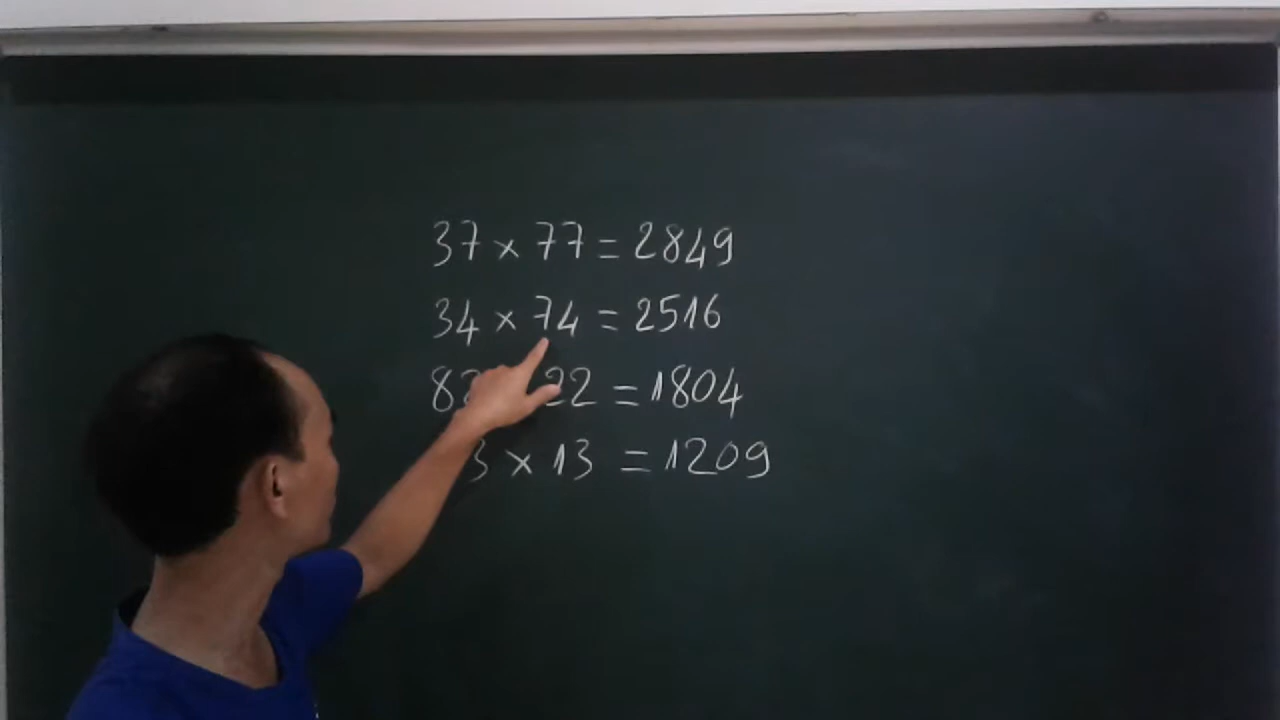 37 × 77 = 2849
34 × 74 = 2516
82 22 = 1804
3 × 13 = 1209